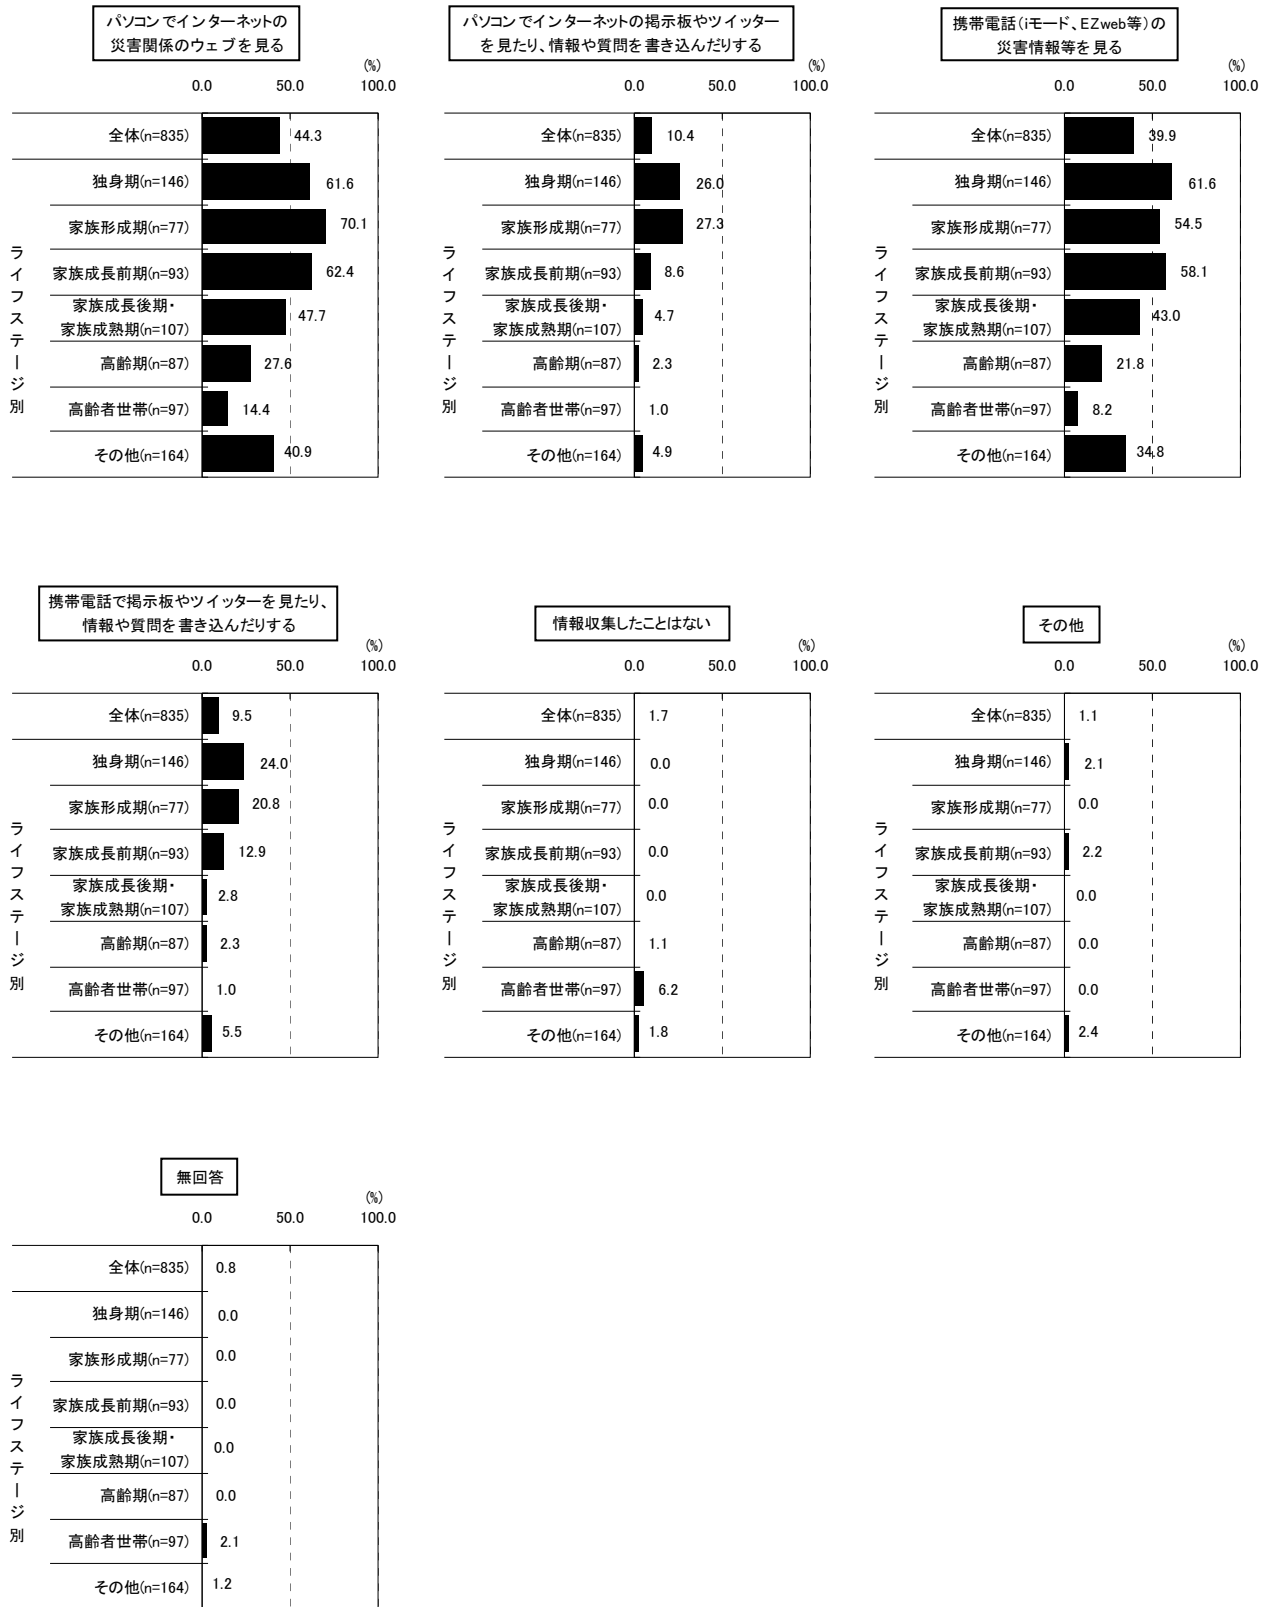 パソコンでインターネットの
災害関係のウェブを見る
(%)
0.0 50.0 100.0
ライフステージ別
全体(n=835) 44.3
独身期(n=146) 61.6
家族形成期(n=77) 70.1
家族成長前期(n=93) 62.4
家族成長後期・
家族成熟期(n=107) 47.7
高齢期(n=87) 27.6
高齢者世帯(n=97) 14.4
その他(n=164) 40.9
パソコンでインターネットの掲示板やツイッター
を見たり、情報や質問を書き込んだりする
(%)
0.0 50.0 100.0
ライフステージ別
全体(n=835) 10.4
独身期(n=146) 26.0
家族形成期(n=77) 27.3
家族成長前期(n=93) 8.6
家族成長後期・
家族成熟期(n=107) 4.7
高齢期(n=87) 2.3
高齢者世帯(n=97) 1.0
その他(n=164) 4.9
携帯電話(iモード、EZweb等)の
災害情報等を見る
(%)
0.0 50.0 100.0
ライフステージ別
全体(n=835) 39.9
独身期(n=146) 61.6
家族形成期(n=77) 54.5
家族成長前期(n=93) 58.1
家族成長後期・
家族成熟期(n=107) 43.0
高齢期(n=87) 21.8
高齢者世帯(n=97) 8.2
その他(n=164) 34.8
携帯電話で掲示板やツイッターを見たり、
情報や質問を書き込んだりする
(%)
0.0 50.0 100.0
ライフステージ別
全体(n=835) 9.5
独身期(n=146) 24.0
家族形成期(n=77) 20.8
家族成長前期(n=93) 12.9
家族成長後期・
家族成熟期(n=107) 2.8
高齢期(n=87) 2.3
高齢者世帯(n=97) 1.0
その他(n=164) 5.5
情報収集したことはない
(%)
0.0 50.0 100.0
ライフステージ別
全体(n=835) 1.7
独身期(n=146) 0.0
家族形成期(n=77) 0.0
家族成長前期(n=93) 0.0
家族成長後期・
家族成熟期(n=107) 0.0
高齢期(n=87) 1.1
高齢者世帯(n=97) 6.2
その他(n=164) 1.8
その他
(%)
0.0 50.0 100.0
ライフステージ別
全体(n=835) 1.1
独身期(n=146) 2.1
家族形成期(n=77) 0.0
家族成長前期(n=93) 2.2
家族成長後期・
家族成熟期(n=107) 0.0
高齢期(n=87) 0.0
高齢者世帯(n=97) 0.0
その他(n=164) 2.4
無回答
(%)
0.0 50.0 100.0
ライフステージ別
全体(n=835) 0.8
独身期(n=146) 0.0
家族形成期(n=77) 0.0
家族成長前期(n=93) 0.0
家族成長後期・
家族成熟期(n=107) 0.0
高齢期(n=87) 0.0
高齢者世帯(n=97) 2.1
その他(n=164) 1.2